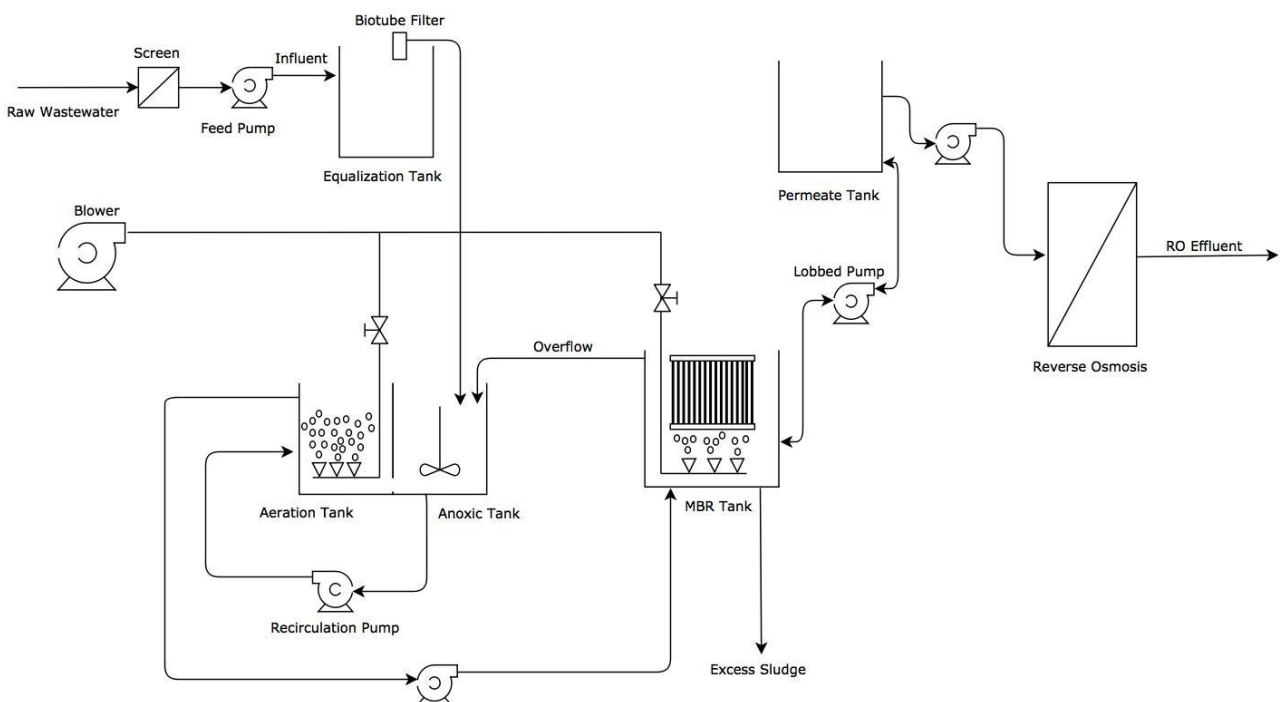 Biotube Filter
Screen
Influent
Raw Wastewater
Feed Pump
Equalization Tank
Permeate Tank
Blower
RO Effluent
Lobbed Pump
Overflow
Reverse Osmosis
Aeration Tank
Anoxic Tank
MBR Tank
Recirculation Pump
Excess Sludge